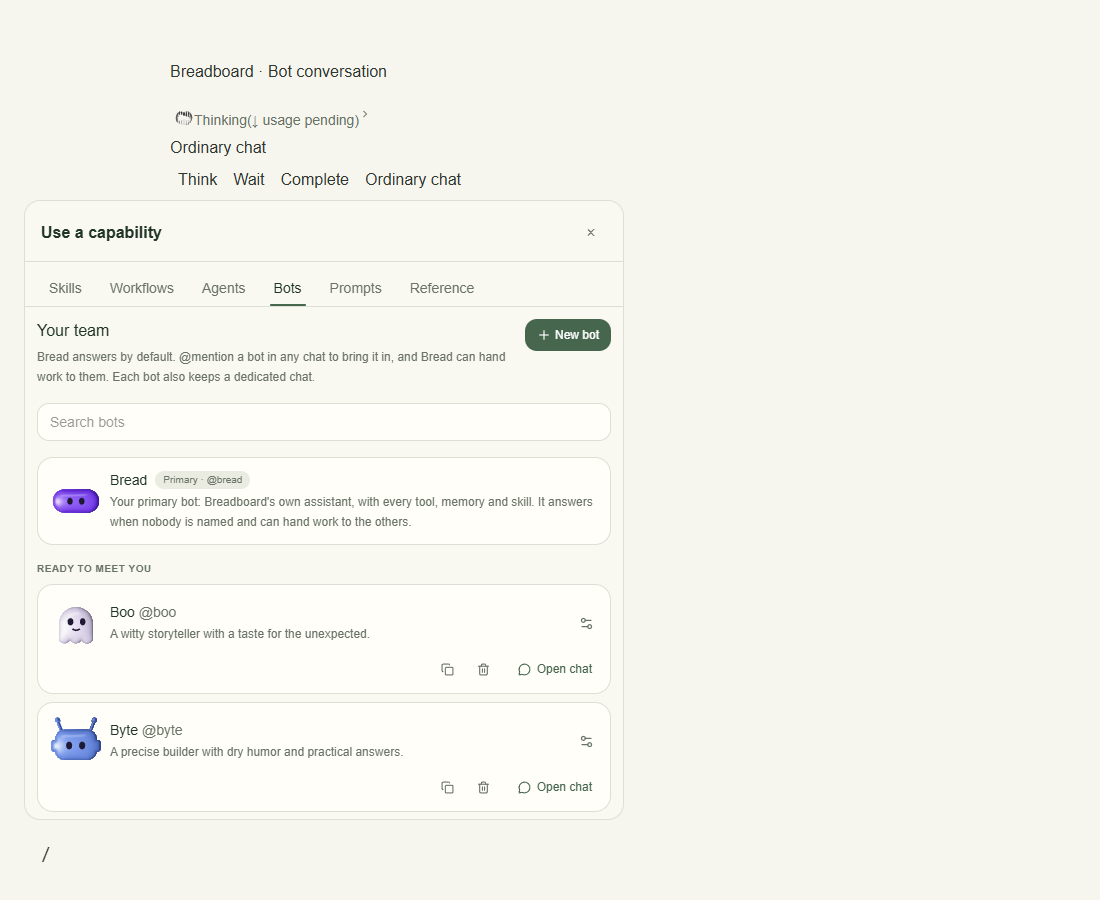 Breadboard · Bot conversation
Thinking(↓ usage pending) ›
Ordinary chat
Think Wait Complete Ordinary chat
Use a capability ×
Skills Workflows Agents Bots Prompts Reference
Your team
+ New bot
Bread answers by default. @mention a bot in any chat to bring it in, and Bread can hand
work to them. Each bot also keeps a dedicated chat.
Search bots
Bread Primary · @bread
Your primary bot: Breadboard's own assistant, with every tool, memory and skill. It answers
when nobody is named and can hand work to the others.
READY TO MEET YOU
Boo @boo
A witty storyteller with a taste for the unexpected.
Open chat
Byte @byte
A precise builder with dry humor and practical answers.
Open chat
/